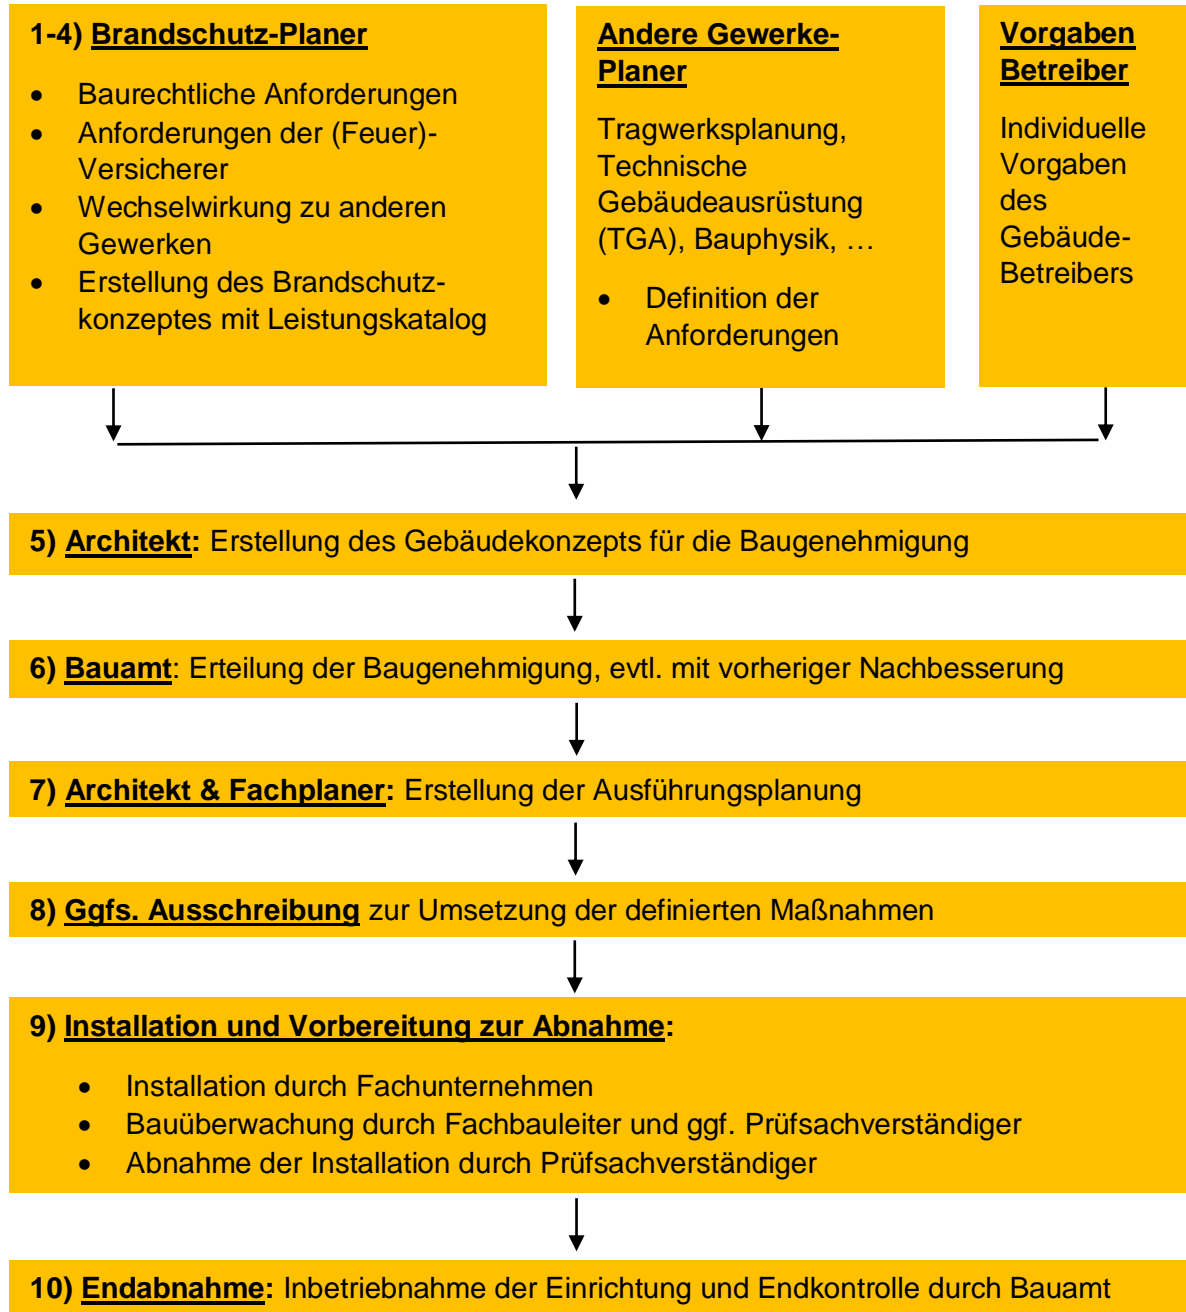 1-4) Brandschutz-Planer
• Baurechtliche Anforderungen
• Anforderungen der (Feuer)-
Versicherer
• Wechselwirkung zu anderen
Gewerken
• Erstellung des Brandschutz-
konzeptes mit Leistungskatalog
Andere Gewerke-
Planer
Tragwerksplanung,
Technische
Gebäudeausrüstung
(TGA), Bauphysik, …
• Definition der
Anforderungen
Vorgaben
Betreiber
Individuelle
Vorgaben
des
Gebäude-
Betreibers
5) Architekt: Erstellung des Gebäudekonzepts für die Baugenehmigung
6) Bauamt: Erteilung der Baugenehmigung, evtl. mit vorheriger Nachbesserung
7) Architekt & Fachplaner: Erstellung der Ausführungsplanung
8) Ggfs. Ausschreibung zur Umsetzung der definierten Maßnahmen
9) Installation und Vorbereitung zur Abnahme:
• Installation durch Fachunternehmen
• Bauüberwachung durch Fachbauleiter und ggf. Prüfsachverständiger
• Abnahme der Installation durch Prüfsachverständiger
10) Endabnahme: Inbetriebnahme der Einrichtung und Endkontrolle durch Bauamt